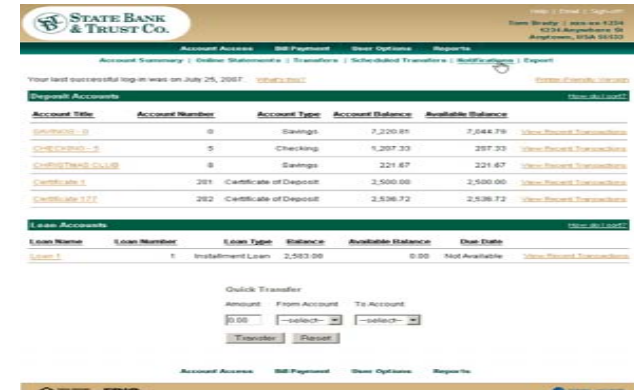 STATE BANK
& TRUST CO.
Help | Email | Sign-off
Tom Brady | xxx-xx-1234
1234 Anywhere St
Anytown, USA
Account Access Bill Payment User Options Reports
Account Summary | Online Statements | Transfers | Scheduled Transfers | Notifications | Export
Your last successful log-in was on July 25, 2007 What's this? Printer-Friendly Version
Deposit Accounts How do I sort?
Account Title Account Number Account Type Account Balance Available Balance
SAVINGS - 0 0 Savings 7,220.81 7,044.79 View Recent Transactions
CHECKING - 5 5 Checking 1,207.33 257.33 View Recent Transactions
CHRISTMAS CLUB 8 Savings 221.67 221.67 View Recent Transactions
Certificate 1 201 Certificate of Deposit 2,500.00 2,500.00 View Recent Transactions
Certificate 177 202 Certificate of Deposit 2,536.72 2,536.72 View Recent Transactions
Loan Accounts How do I sort?
Loan Name Loan Number Loan Type Balance Available Balance Due Date
Loan 1 1 Installment Loan 2,503.00 0.00 Not Available View Recent Transactions
Quick Transfer
Amount From Account To Account
0.00 --select-- --select--
Transfer Reset
Account Access Bill Payment User Options Reports